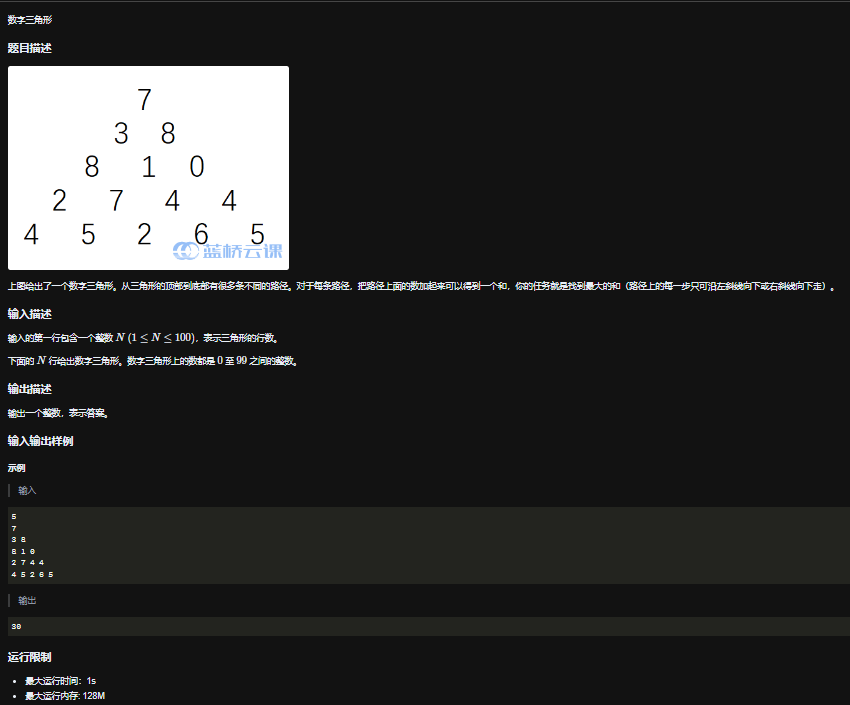 数字三角形
题目描述
7
3 8
8 1 0
2 7 4 4
4 5 2 6 5
蓝桥云课
上图给出了一个数字三角形。从三角形的顶部到底部有很多条不同的路径。对于每条路径，把路径上面的数加起来可以得到一个和，你的任务就是找到最大的和（路径上的每一步只可沿左斜线向下或右斜线向下走）。
输入描述
输入的第一行包含一个整数 N (1 ≤ N ≤ 100)，表示三角形的行数。
下面的 N 行给出数字三角形。数字三角形上的数都是 0 至 99 之间的整数。
输出描述
输出一个整数，表示答案。
输入输出样例
示例
输入
5
7
3 8
8 1 0
2 7 4 4
4 5 2 6 5
输出
30
运行限制
• 最大运行时间：1s
• 最大运行内存: 128M